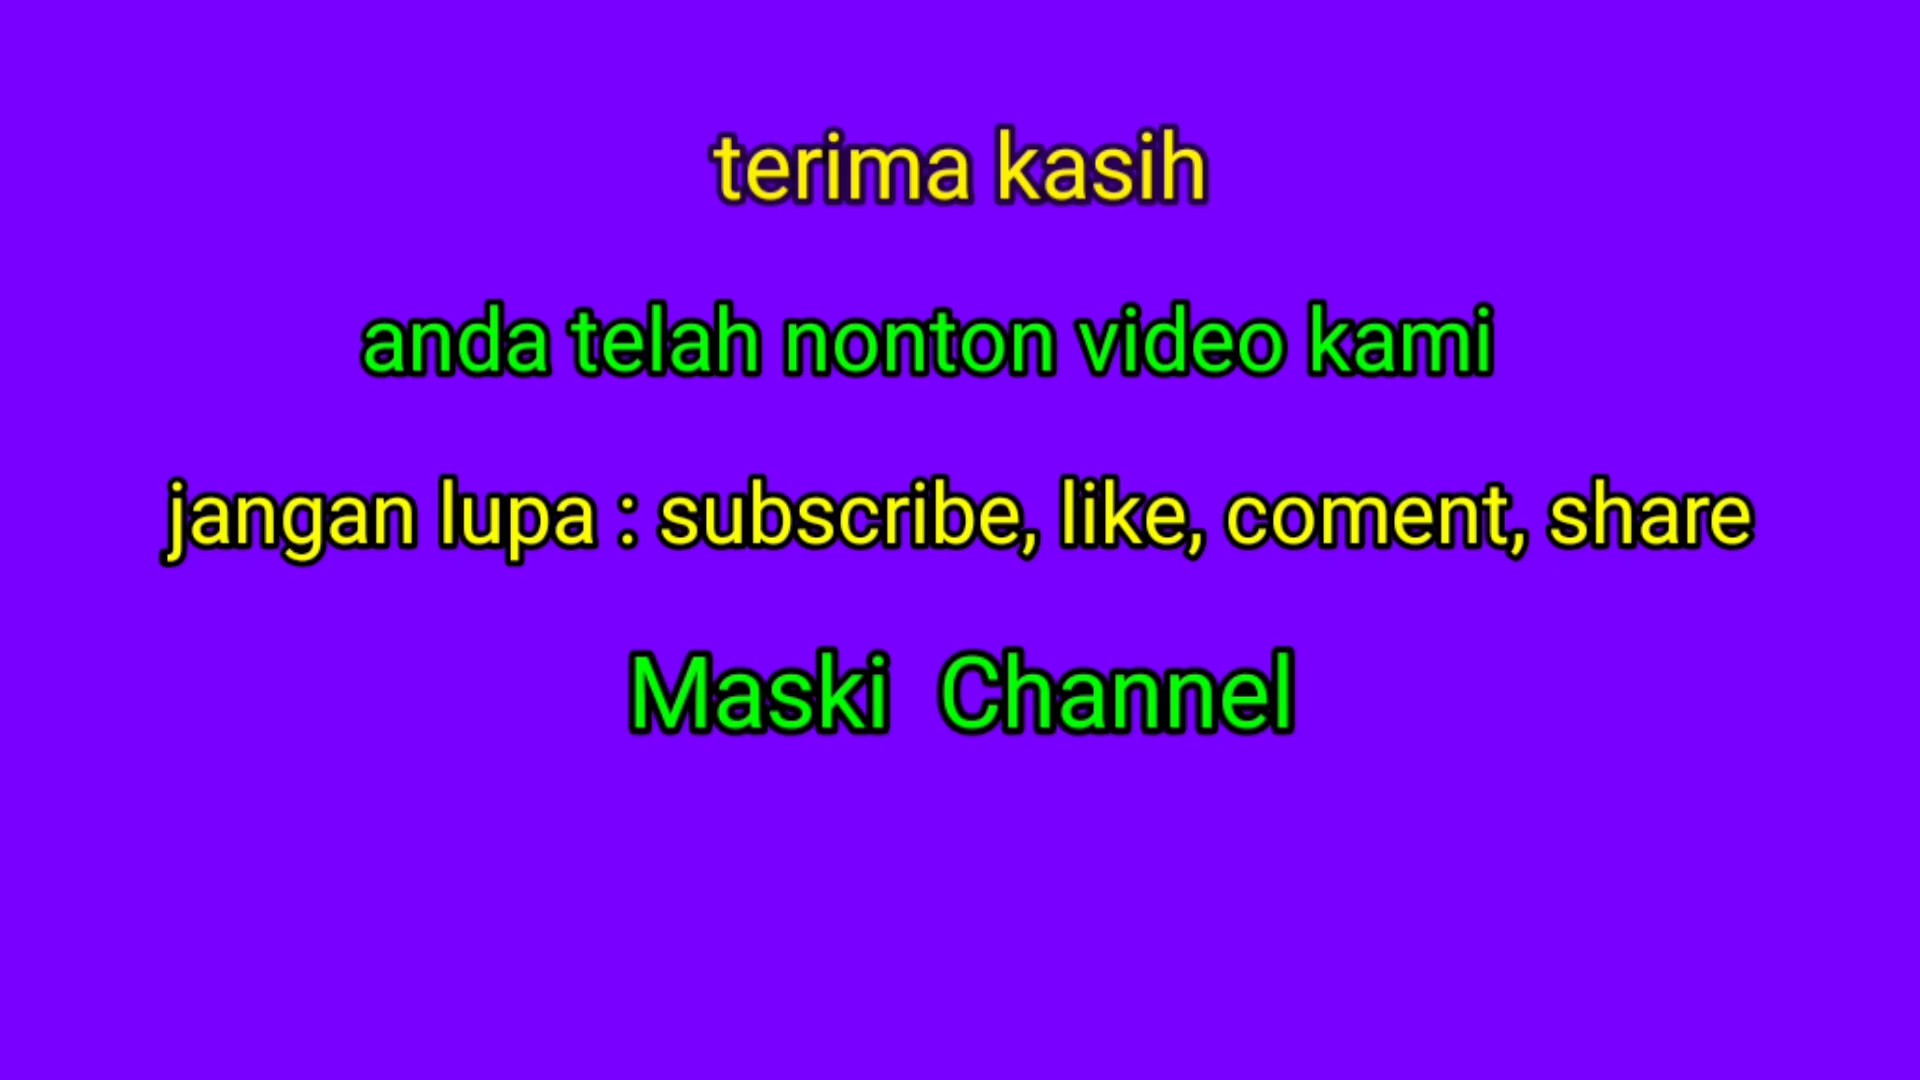 terima kasih
anda telah nonton video kami
jangan lupa : subscribe, like, coment, share
Maski  Channel